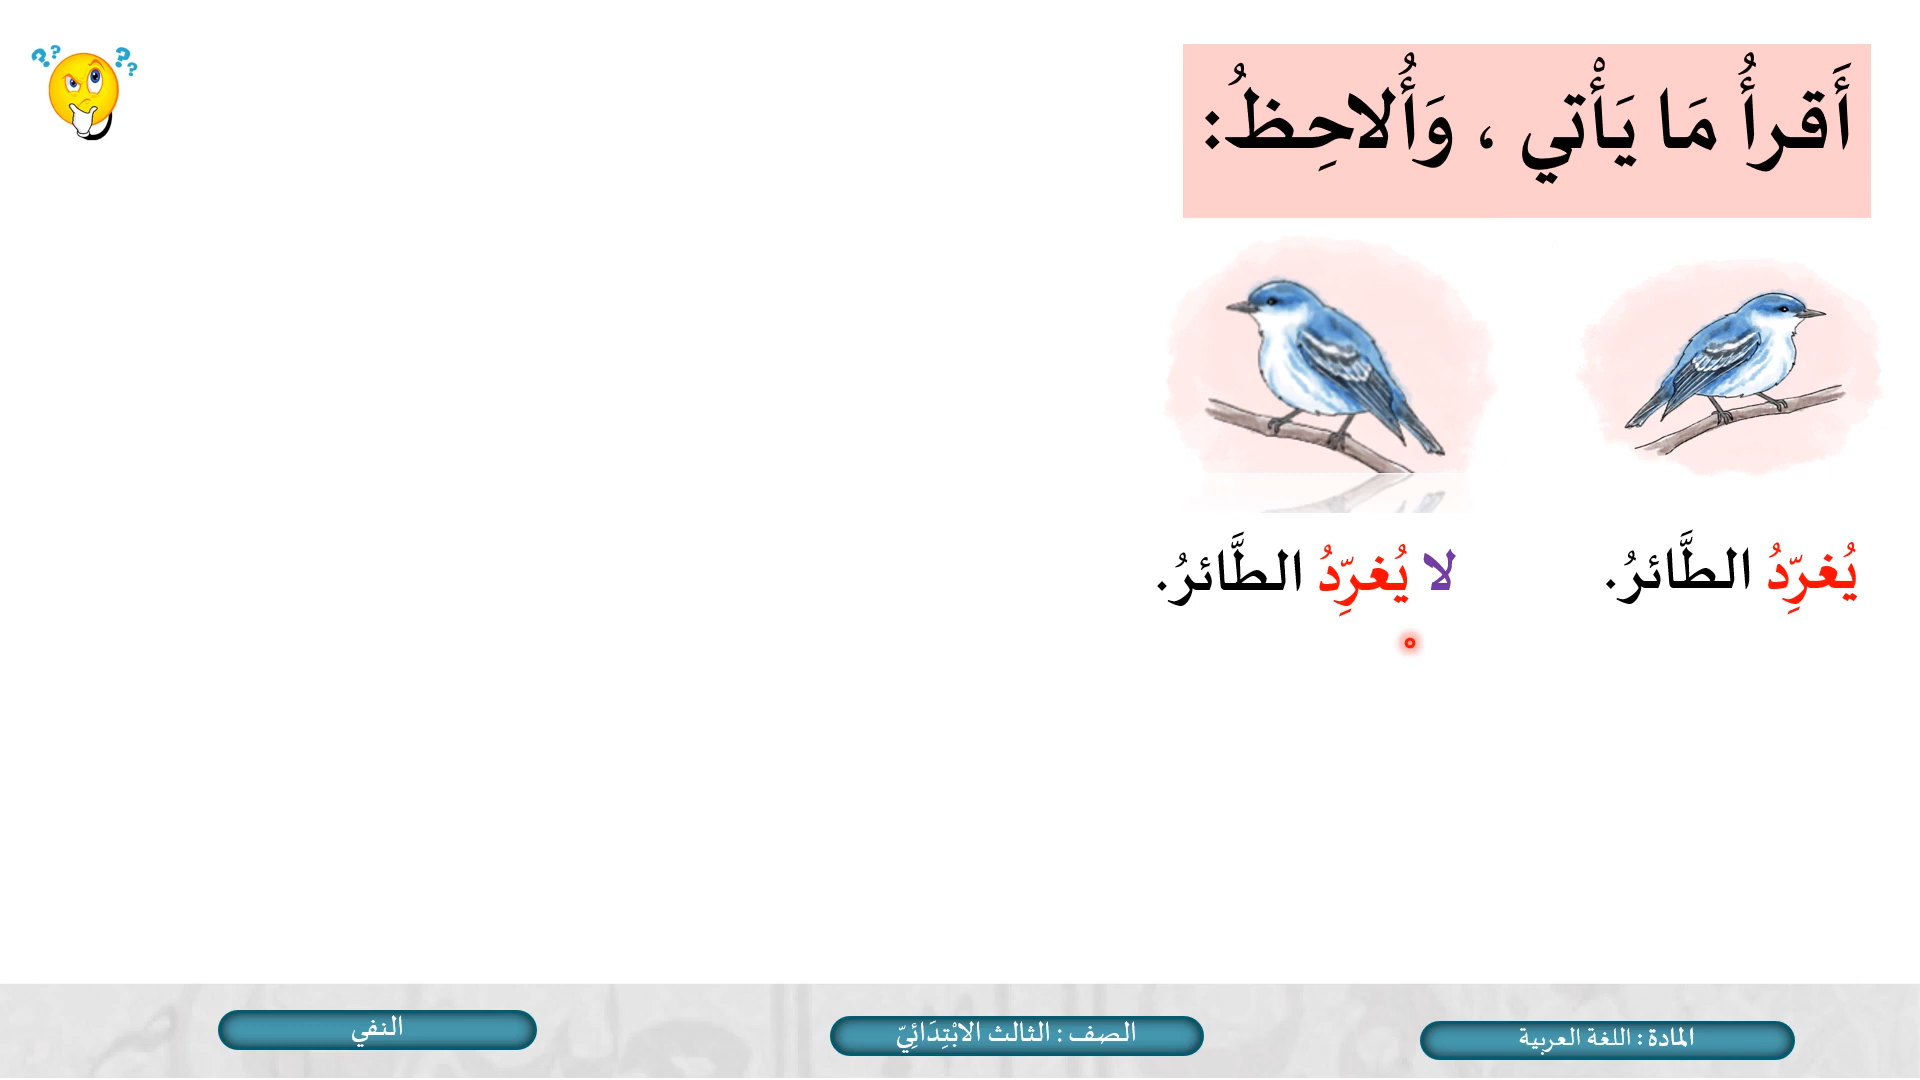 أَقرأُ مَا يَأْتي ، وَأُلاحِظُ:
يُغرِّدُ الطَّائرُ.
لا يُغرِّدُ الطَّائرُ.
المادة : اللغة العربية
الصف : الثالث الابْتِدَائِيّ
النفي